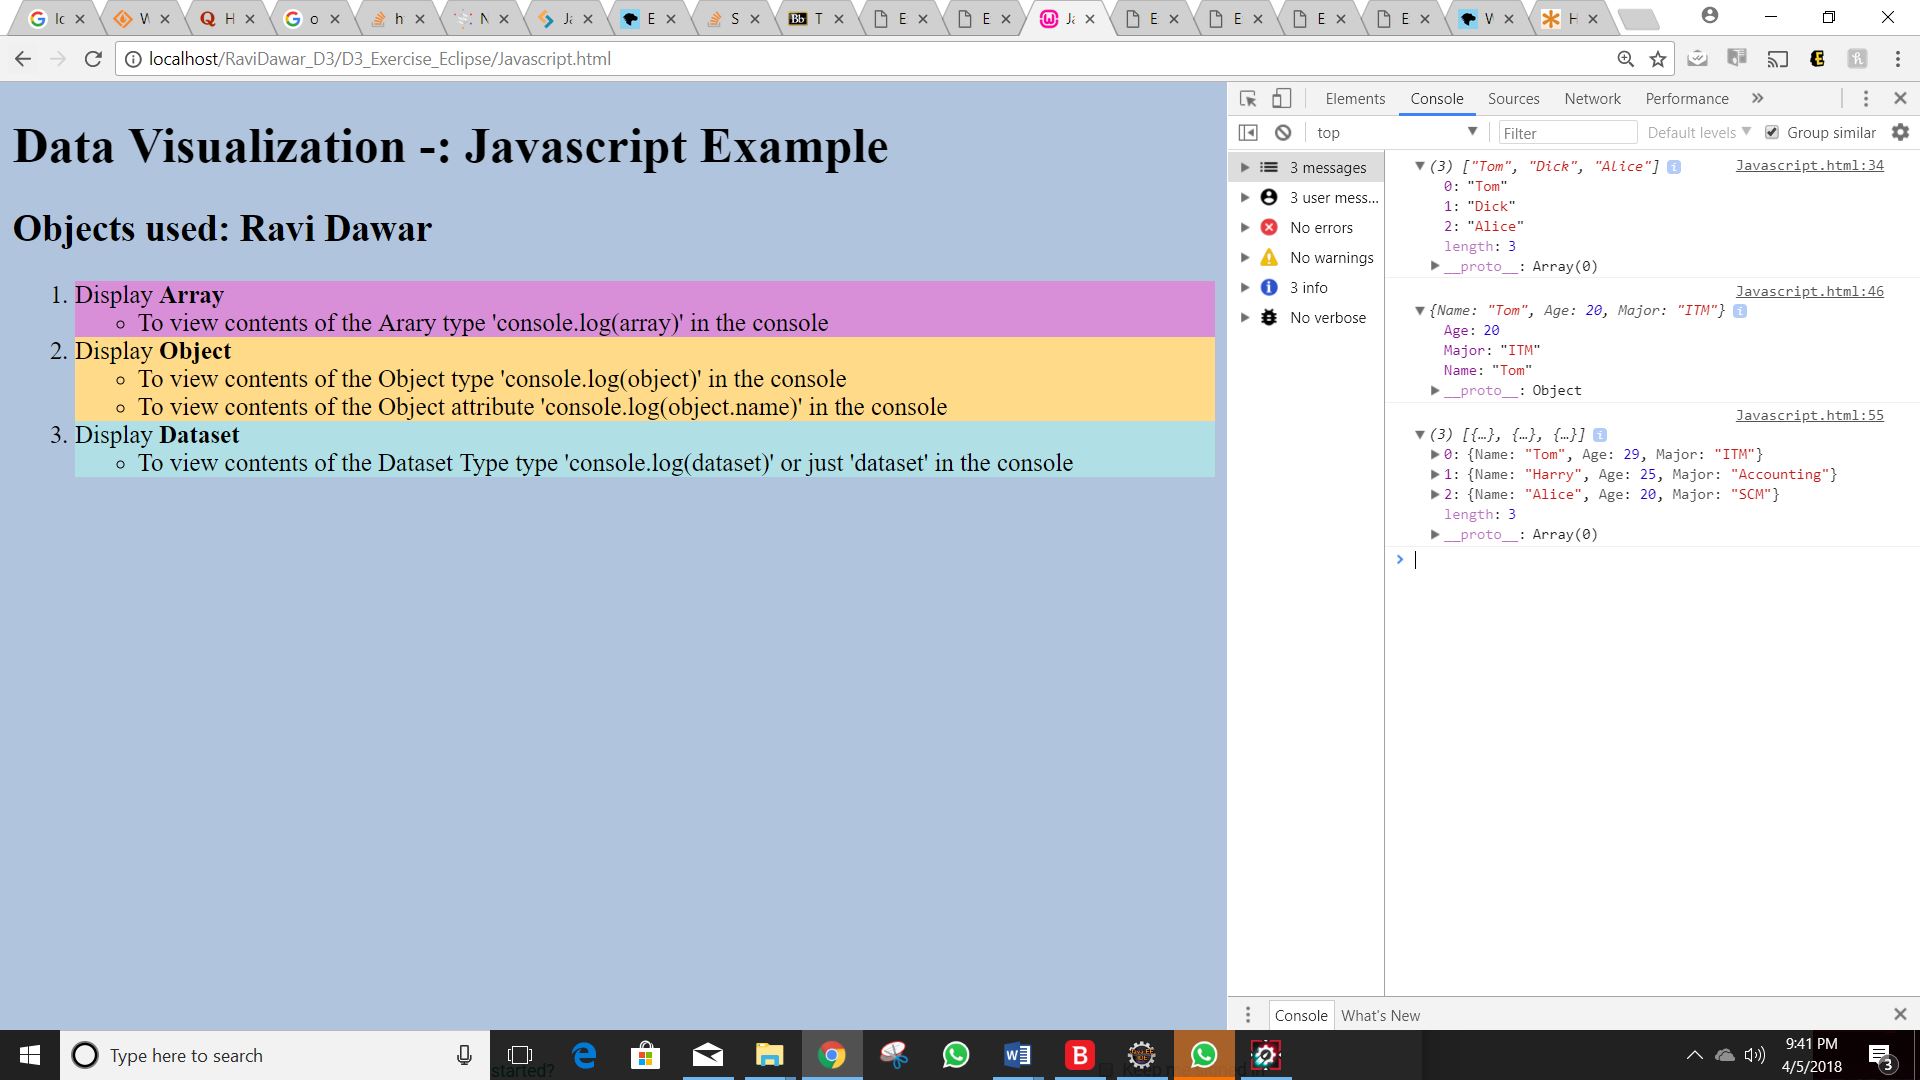 Ic
W
Q H
o
h
N
Ja
E
S
Bb T
E
E
Ja
E
E
E
E
W
H
localhost/RaviDawar_D3/D3_Exercise_Eclipse/Javascript.html
Data Visualization -: Javascript Example
Objects used: Ravi Dawar
1. Display Array
To view contents of the Arary type 'console.log(array)' in the console
2. Display Object
To view contents of the Object type 'console.log(object)' in the console
To view contents of the Object attribute 'console.log(object.name)' in the console
3. Display Dataset
To view contents of the Dataset Type type 'console.log(dataset)' or just 'dataset' in the console
Elements Console Sources Network Performance »
top Filter Default levels Group similar
3 messages
3 user mess...
No errors
No warnings
3 info
No verbose
(3) ["Tom", "Dick", "Alice"] Javascript.html:34
0: "Tom"
1: "Dick"
2: "Alice"
length: 3
__proto__: Array(0)
Javascript.html:46
{Name: "Tom", Age: 20, Major: "ITM"}
Age: 20
Major: "ITM"
Name: "Tom"
__proto__: Object
Javascript.html:55
(3) [{…}, {…}, {…}]
0: {Name: "Tom", Age: 29, Major: "ITM"}
1: {Name: "Harry", Age: 25, Major: "Accounting"}
2: {Name: "Alice", Age: 20, Major: "SCM"}
length: 3
__proto__: Array(0)
>
Console What's New
Type here to search
started?
9:41 PM
4/5/2018
3